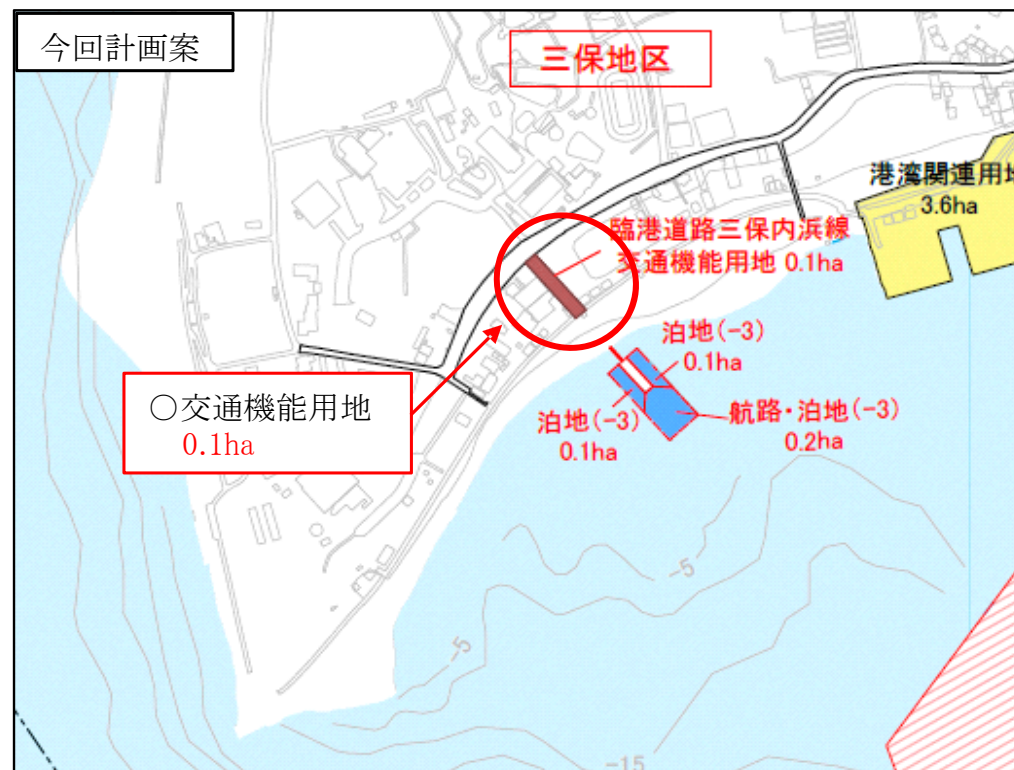 今回計画案
三保地区
港湾関連用地
3.6ha
臨港道路三保内浜線
交通機能用地 0.1ha
泊地(-3)
0.1ha
〇交通機能用地
0.1ha
泊地(-3)
0.1ha
航路・泊地(-3)
0.2ha
-5
-5
-15